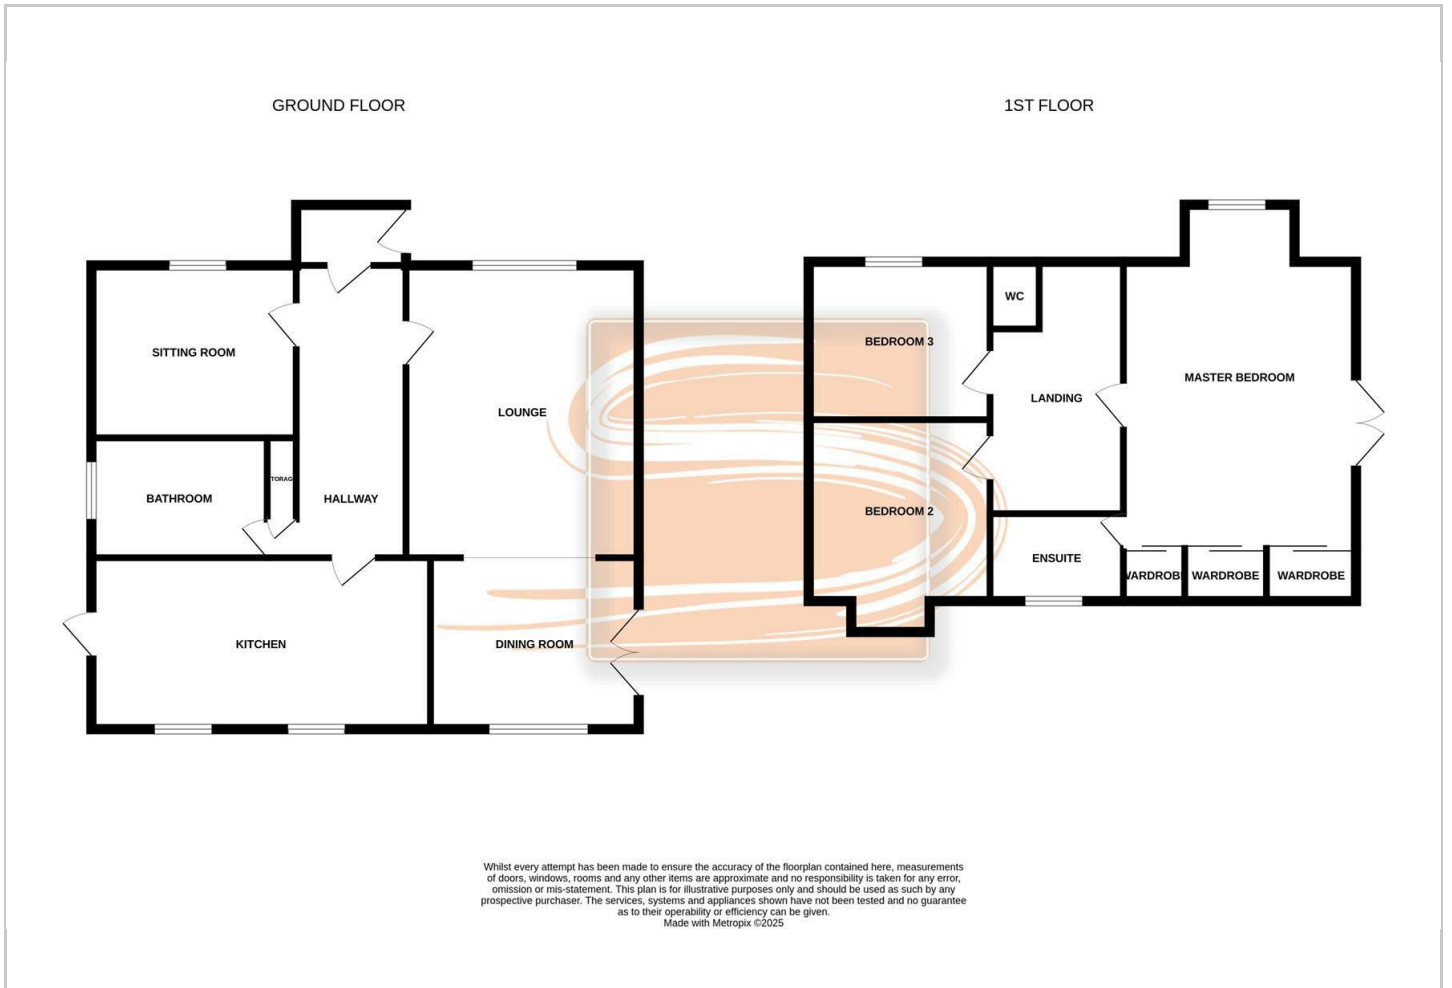 GROUND FLOOR
1ST FLOOR
SITTING ROOM
LOUNGE
BATHROOM
TORAG
HALLWAY
KITCHEN
DINING ROOM
WC
BEDROOM 3
MASTER BEDROOM
LANDING
BEDROOM 2
ENSUITE
WARDROBE
WARDROBE
WARDROBE
Whilst every attempt has been made to ensure the accuracy of the floorplan contained here, measurements
of doors, windows, rooms and any other items are approximate and no responsibility is taken for any error,
omission or mis-statement. This plan is for illustrative purposes only and should be used as such by any
prospective purchaser. The services, systems and appliances shown have not been tested and no guarantee
as to their operability or efficiency can be given.
Made with Metropix ©2025